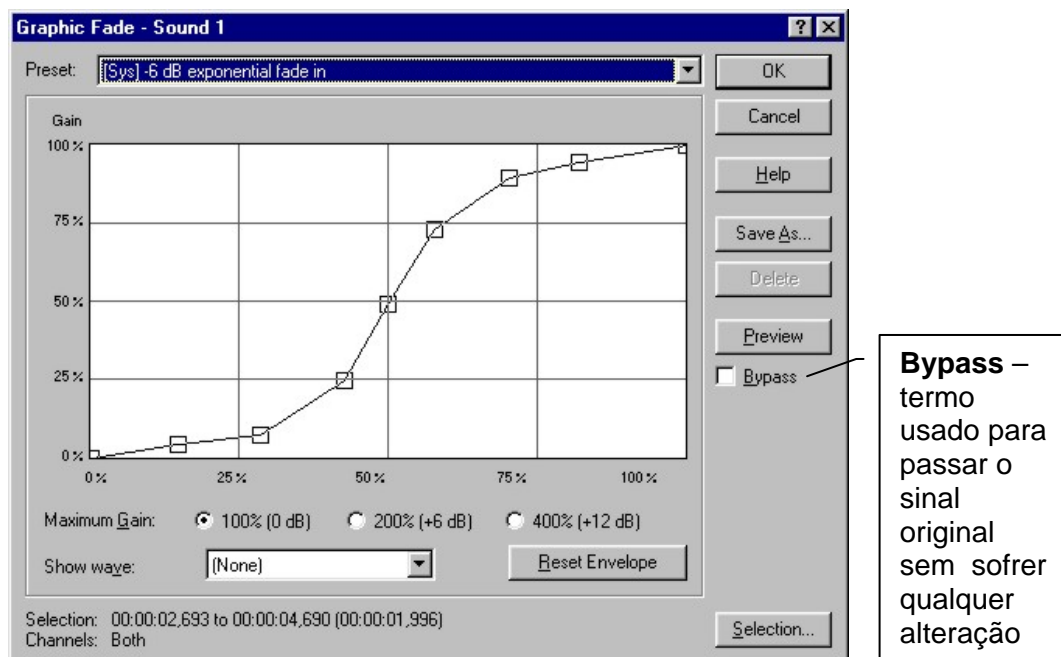 Graphic Fade - Sound 1
Preset: [Sys] -6 dB exponential fade in
OK
Cancel
Help
Save As...
Delete
Preview
Bypass
Gain
100 %
75 %
50 %
25 %
0 %
0 % 25 % 50 % 75 % 100 %
Maximum Gain: 100% (0 dB) 200% (+6 dB) 400% (+12 dB)
Show wave: (None) Reset Envelope
Selection: 00:00:02,693 to 00:00:04,690 (00:00:01,996)
Channels: Both
Selection...
Bypass –
termo
usado para
passar o
sinal
original
sem sofrer
qualquer
alteração